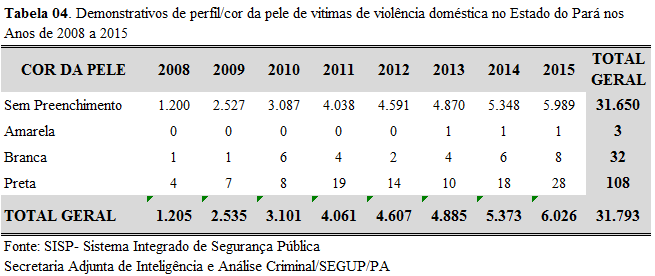 Tabela 04. Demonstrativos de perfil/cor da pele de vitimas de violência doméstica no Estado do Pará nos
Anos de 2008 a 2015
COR DA PELE 2008 2009 2010 2011 2012 2013 2014 2015 TOTAL GERAL
Sem Preenchimento 1.200 2.527 3.087 4.038 4.591 4.870 5.348 5.989 31.650
Amarela 0 0 0 0 0 1 1 1 3
Branca 1 1 6 4 2 4 6 8 32
Preta 4 7 8 19 14 10 18 28 108
TOTAL GERAL 1.205 2.535 3.101 4.061 4.607 4.885 5.373 6.026 31.793
Fonte: SISP- Sistema Integrado de Segurança Pública
Secretaria Adjunta de Inteligência e Análise Criminal/SEGUP/PA